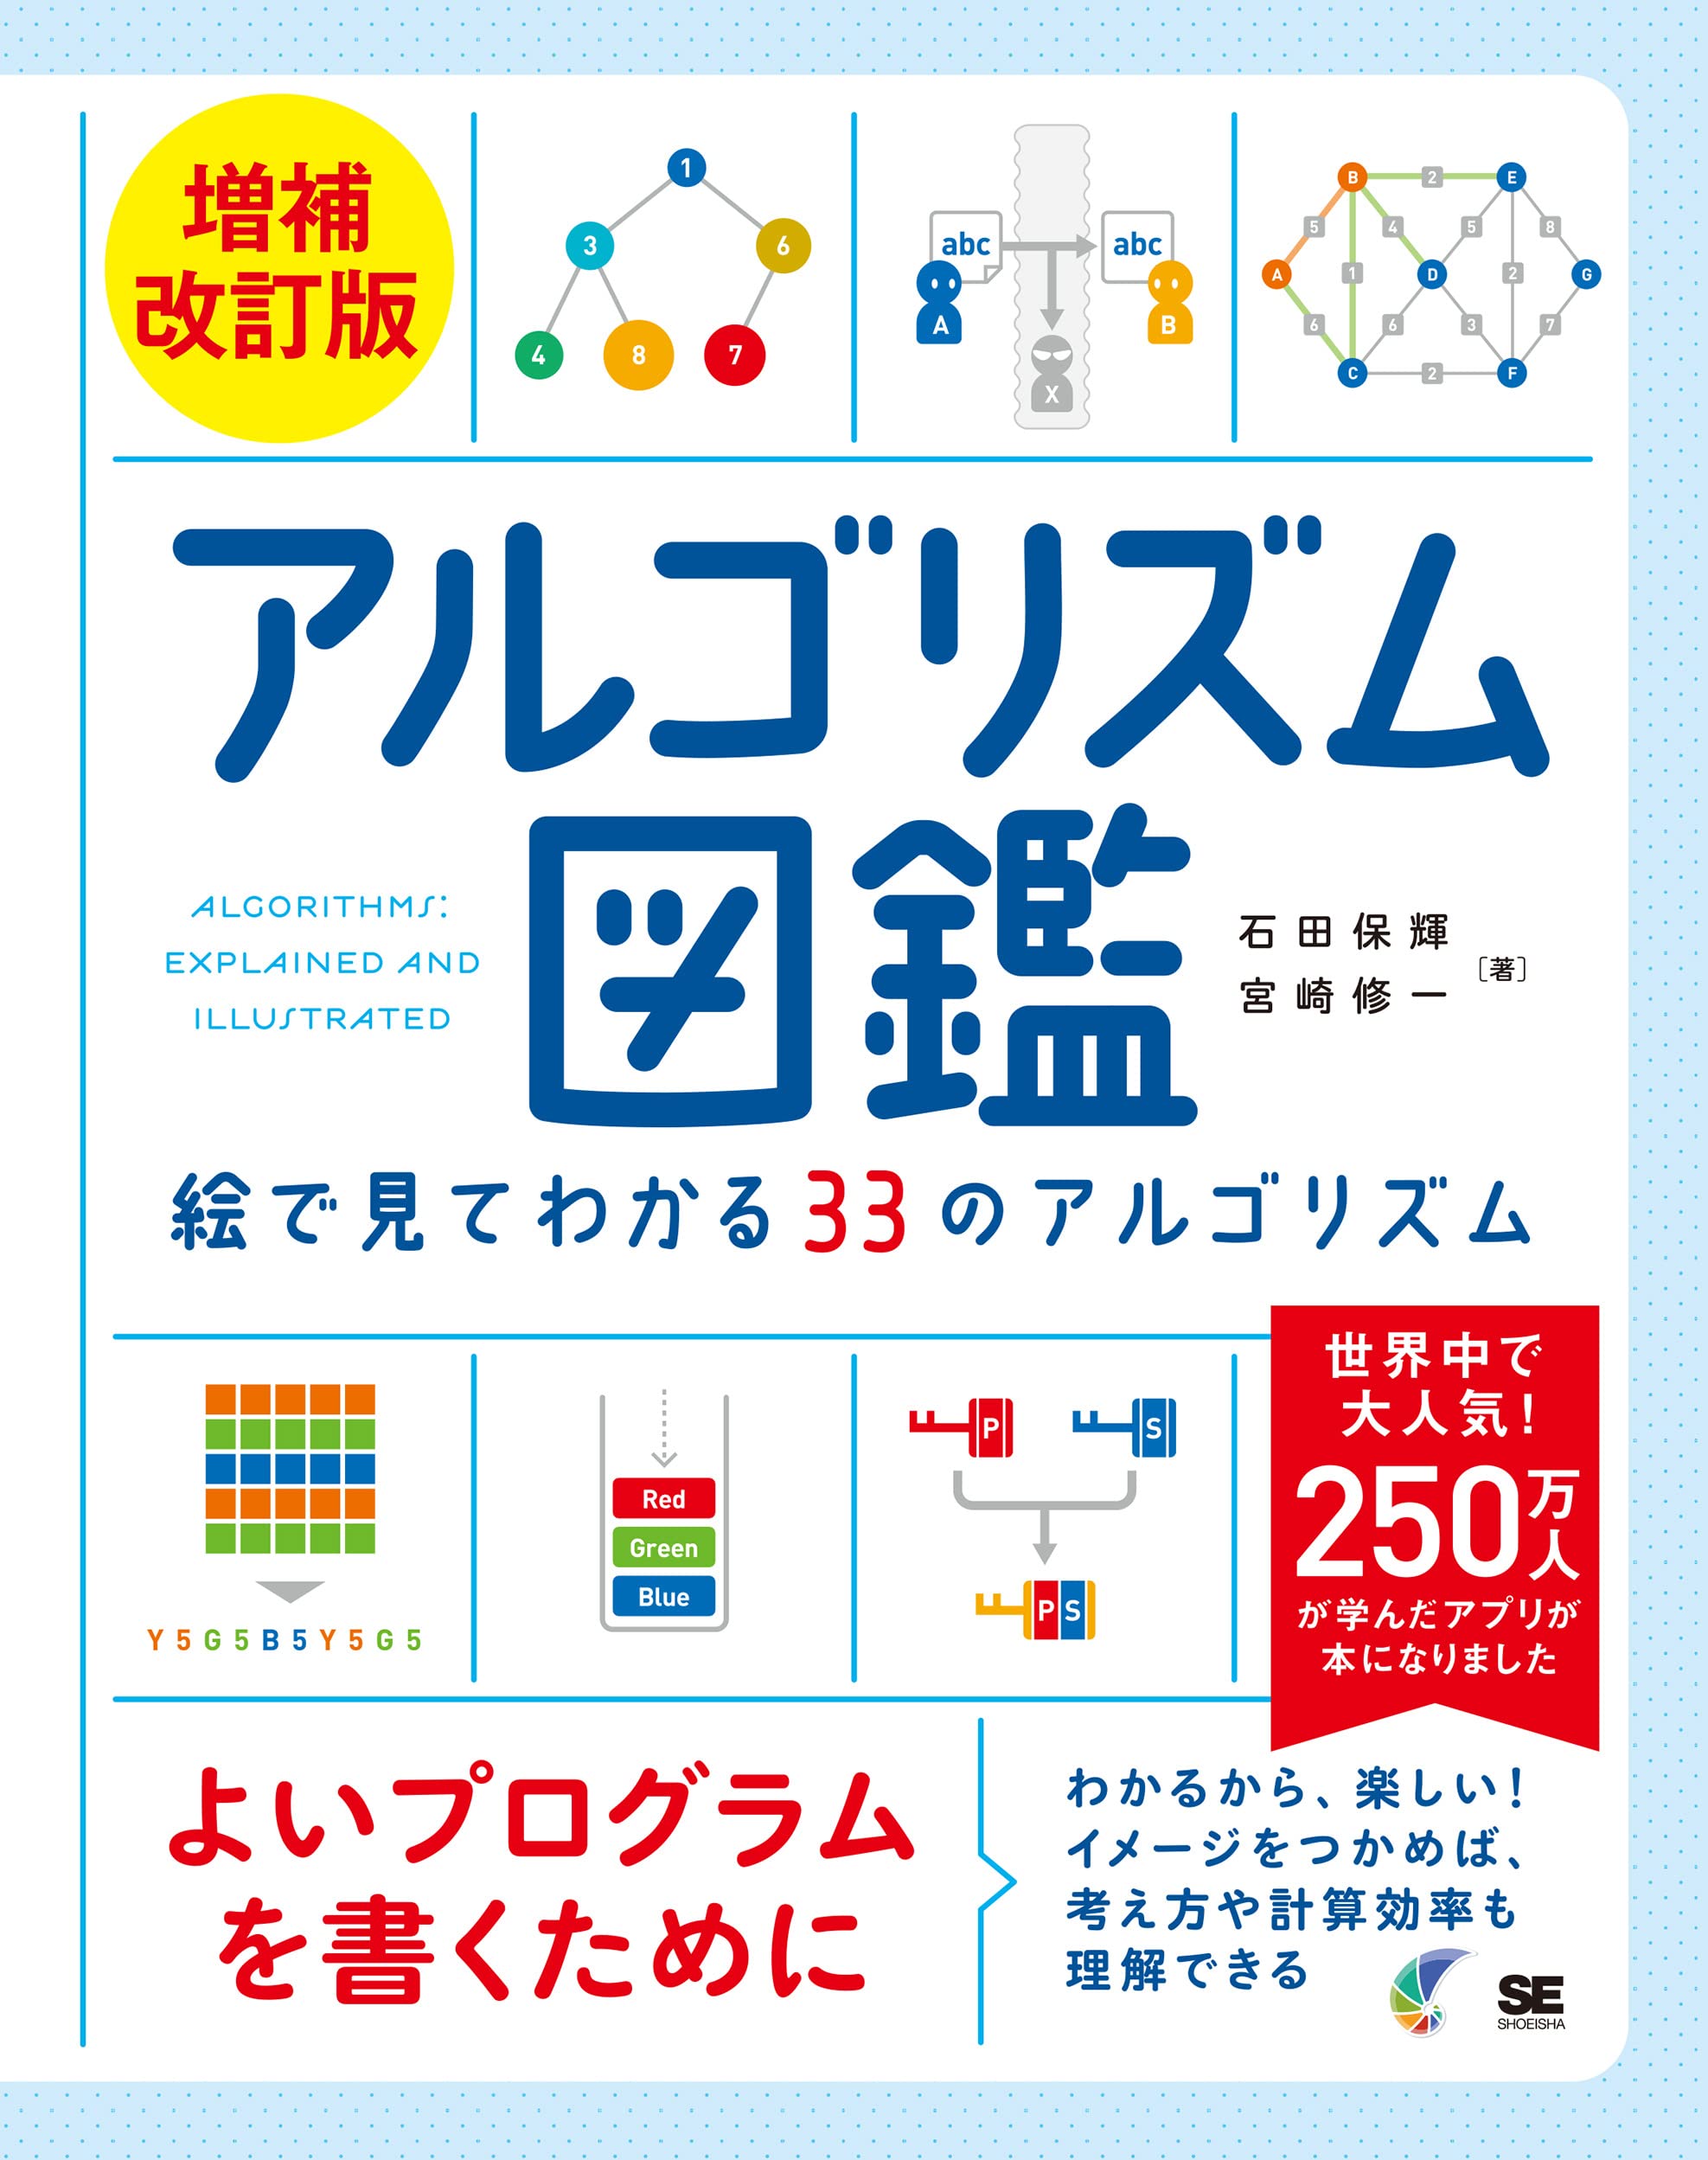 増補
改訂版
1
3
6
4
8
7
abc
abc
A
B
X
B
2
E
5
4
5
8
A
1
D
2
G
6
6
3
7
C
2
F
アルゴリズム
図鑑
ALGORITHMS:
EXPLAINED AND
ILLUSTRATED
石田保輝
宮崎修一
[著]
絵で見てわかる33のアルゴリズム
Y5G5B5Y5G5
Red
Green
Blue
P
S
PS
世界中で
大人気!
250万人
が学んだアプリが
本になりました
よいプログラム
を書くために
わかるから、楽しい!
イメージをつかめば、
考え方や計算効率も
理解できる
SE
SHOEISHA